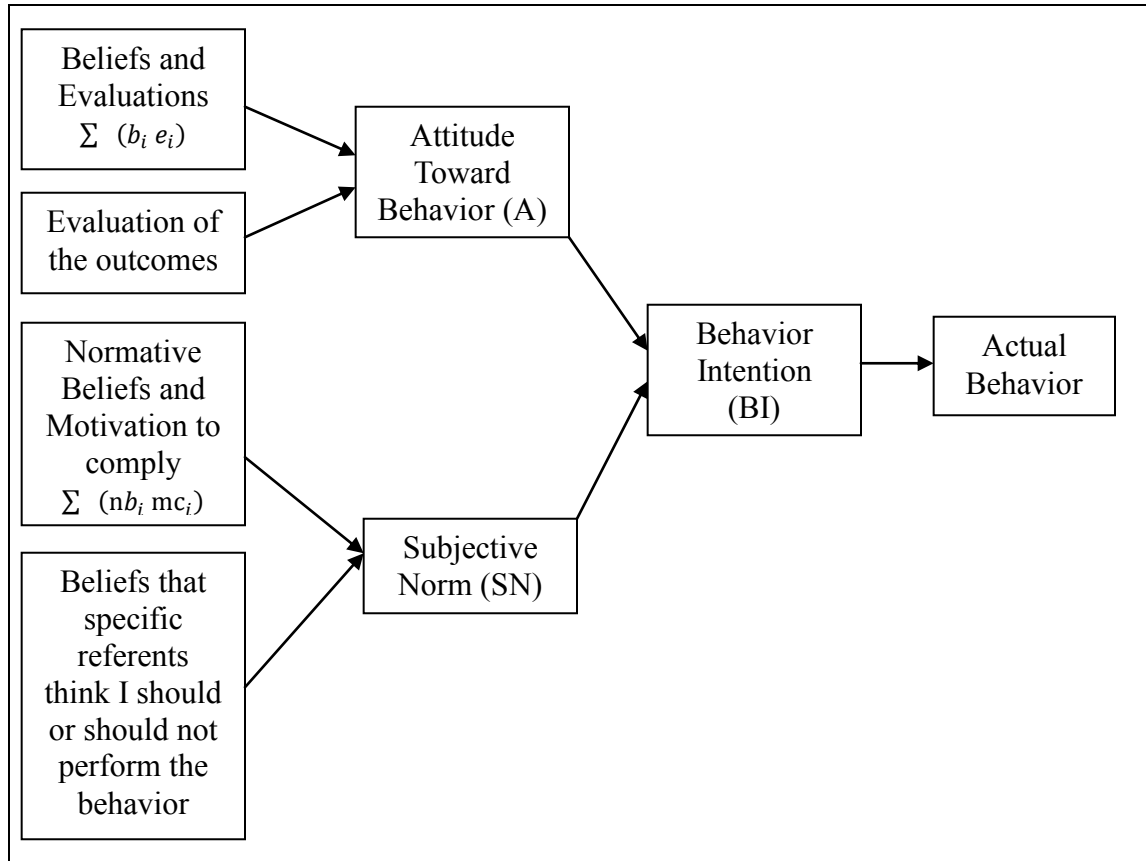 Beliefs and
Evaluations
∑ (bᵢ eᵢ)
Evaluation of
the outcomes
Normative
Beliefs and
Motivation to
comply
∑ (nbᵢ mcᵢ)
Beliefs that
specific
referents
think I should
or should not
perform the
behavior
Attitude
Toward
Behavior (A)
Subjective
Norm (SN)
Behavior
Intention
(BI)
Actual
Behavior